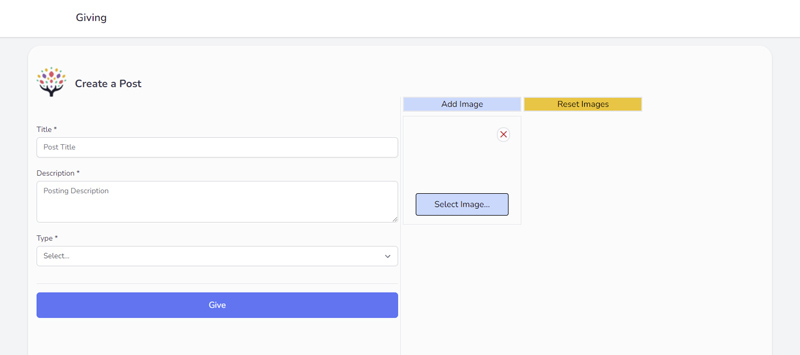 Giving
Create a Post
Add Image
Reset Images
Title *
Post Title
Description *
Posting Description
Select Image...
Type *
Select...
Give